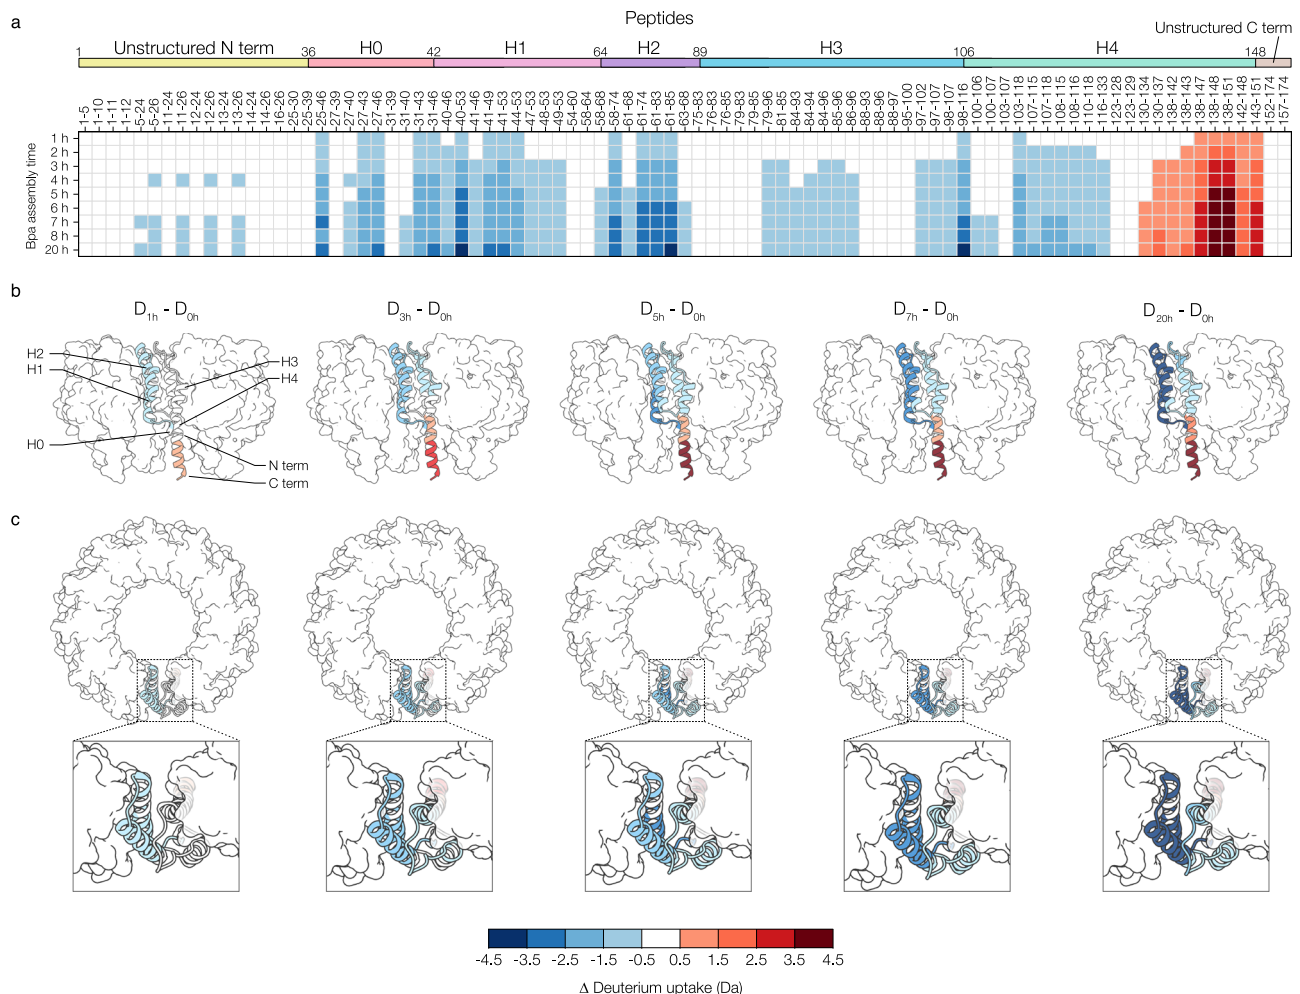 a
Peptides
Unstructured C term
1 Unstructured N term 36 H0 42 H1 64 H2 89 H3 106 H4 148
1-5
1-10
1-11
1-12
5-24
5-26
11-24
11-26
12-24
12-26
13-24
13-26
14-24
14-26
16-26
25-30
25-39
25-46
27-39
27-40
27-43
27-46
31-39
31-40
31-43
31-46
40-46
40-53
41-46
41-49
41-53
44-53
47-53
48-53
49-53
54-60
54-68
58-68
58-74
61-68
61-74
61-83
61-85
63-68
75-83
76-83
76-85
79-83
79-85
79-96
81-85
84-93
84-94
84-96
85-96
86-96
88-93
88-96
88-97
95-100
97-102
97-107
98-107
98-116
100-106
100-107
103-107
103-118
107-115
107-118
108-115
108-116
110-118
116-133
123-128
123-129
130-134
130-137
138-142
138-143
138-147
138-148
138-151
142-148
143-151
152-174
157-174
Bpa assembly time
1 h
2 h
3 h
4 h
5 h
6 h
7 h
8 h
20 h
b
D1h - D0h
D3h - D0h
D5h - D0h
D7h - D0h
D20h - D0h
H2
H1
H0
H3
H4
N term
C term
c
-4.5 -3.5 -2.5 -1.5 -0.5 0.5 1.5 2.5 3.5 4.5
Δ Deuterium uptake (Da)